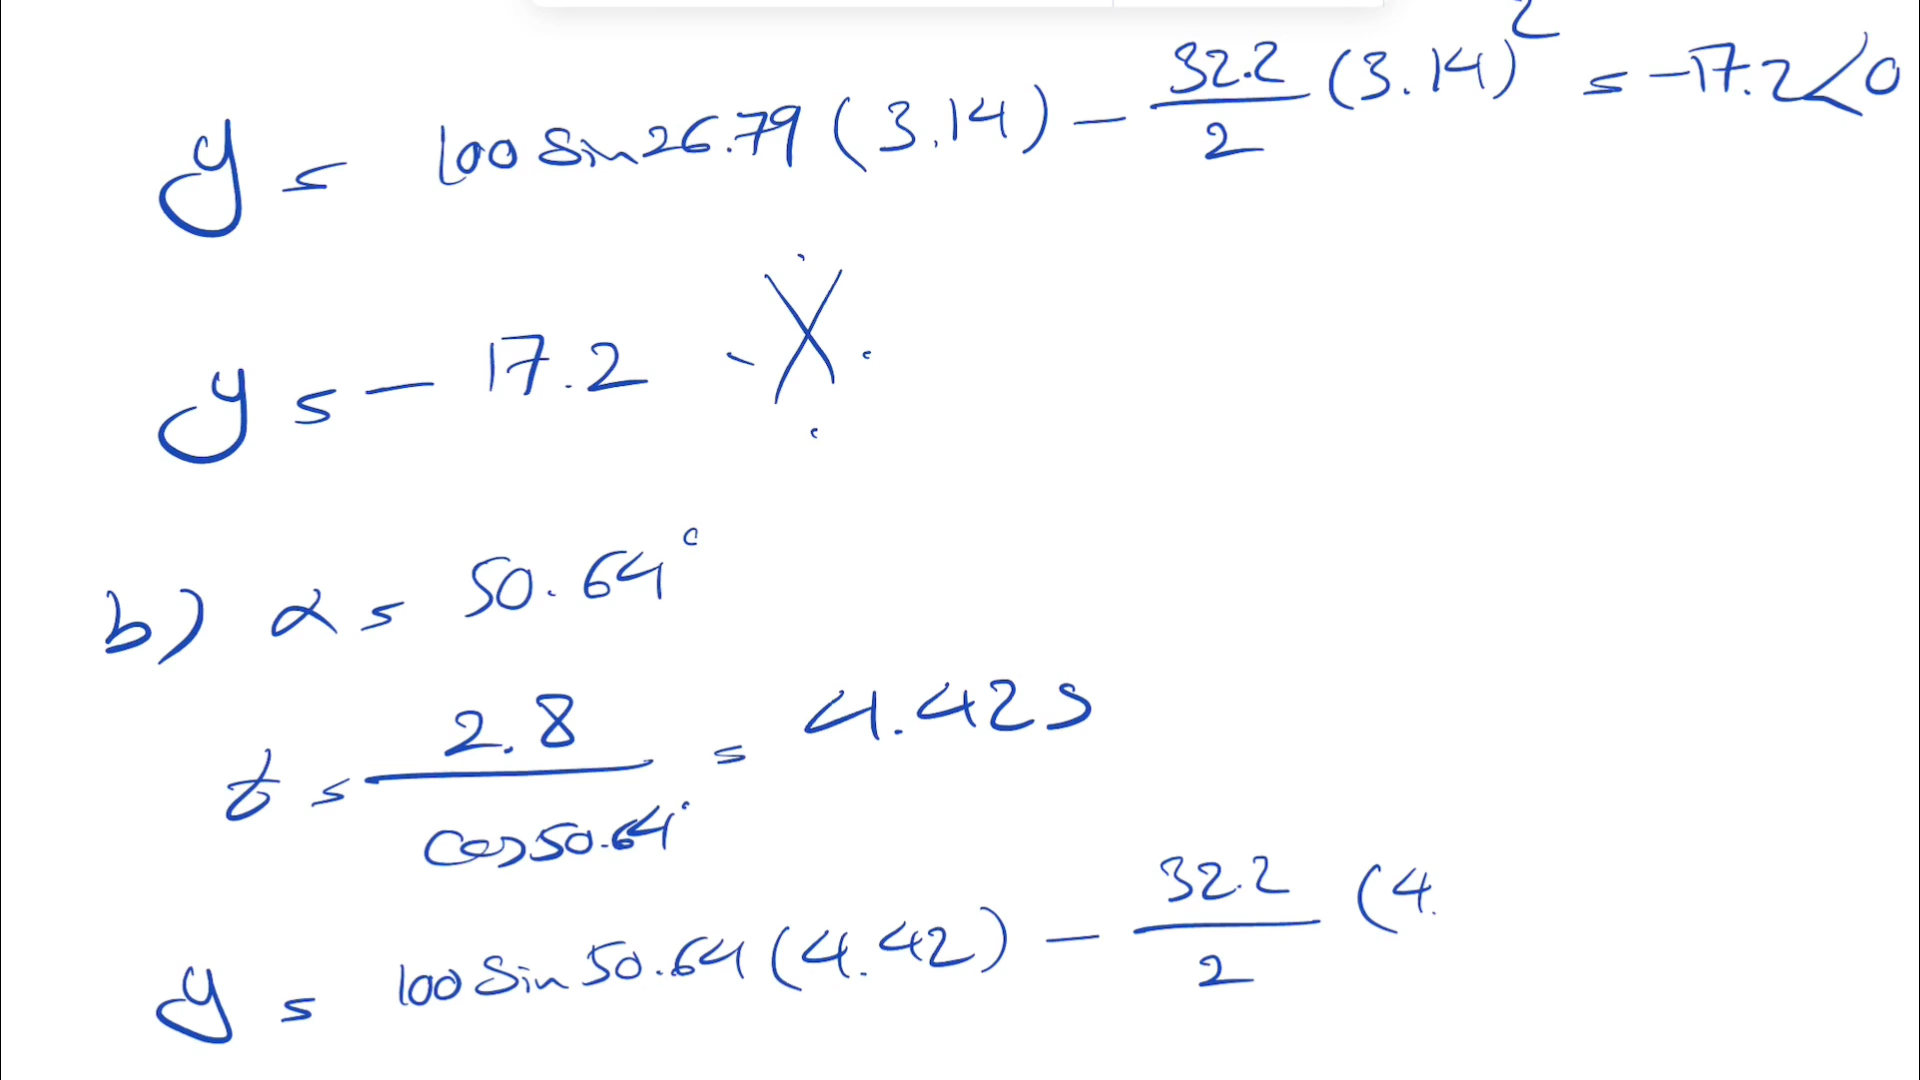 y = 100 sin 26.79 (3.14) - 32.2/2 (3.14)^2 = -17.2 < 0
y = - 17.2 X
b) α = 50.64°
t = 2.8 / cos 50.64° = 4.42 s
y = 100 sin 50.64 (4.42) - 32.2/2 (4.